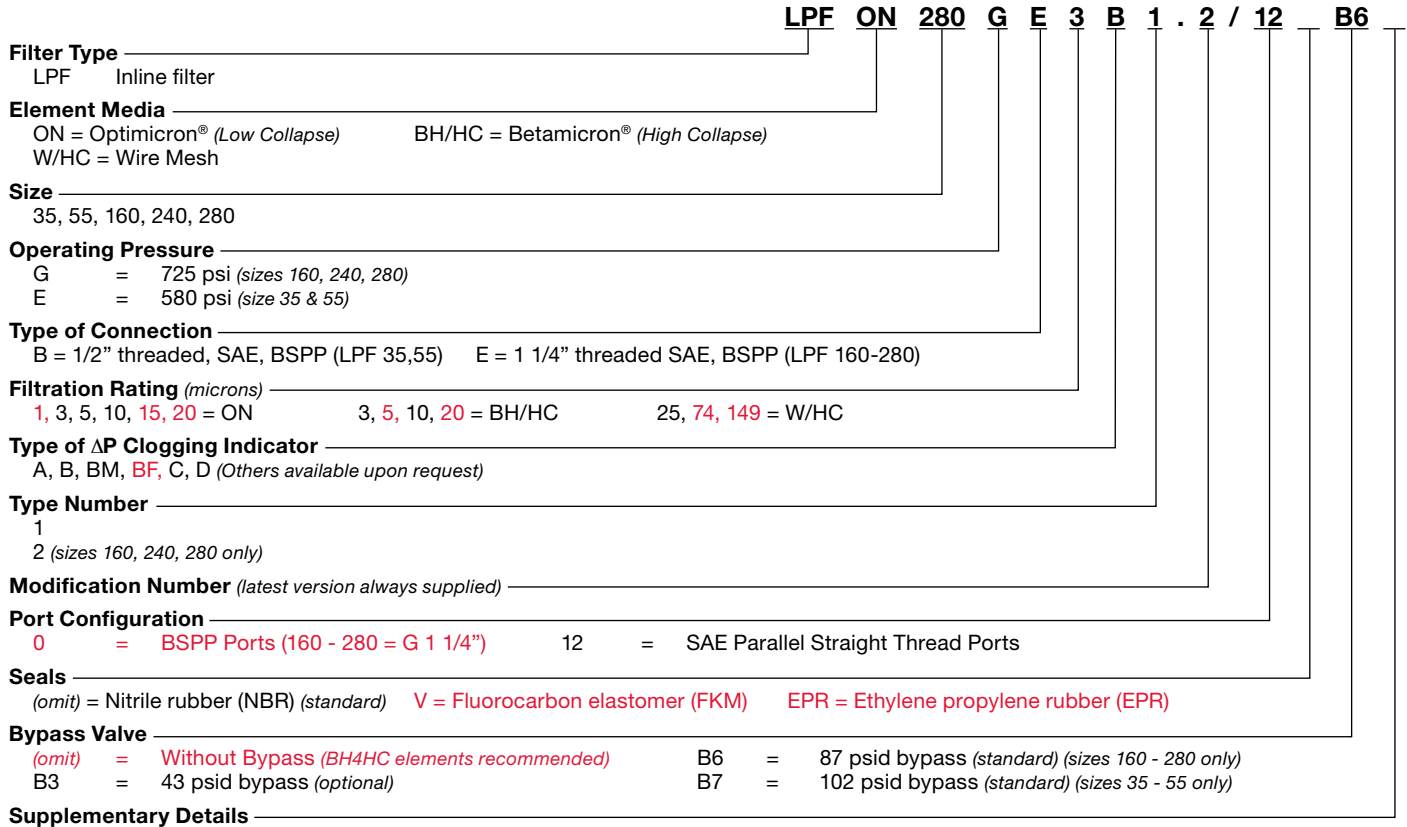 LPF ON 280 G E 3 B 1 . 2 / 12 _ B6 _
Filter Type
LPF Inline filter
Element Media
ON = Optimicron® (Low Collapse) BH/HC = Betamicron® (High Collapse)
W/HC = Wire Mesh
Size
35, 55, 160, 240, 280
Operating Pressure
G = 725 psi (sizes 160, 240, 280)
E = 580 psi (size 35 & 55)
Type of Connection
B = 1/2” threaded, SAE, BSPP (LPF 35,55) E = 1 1/4” threaded SAE, BSPP (LPF 160-280)
Filtration Rating (microns)
1, 3, 5, 10, 15, 20 = ON 3, 5, 10, 20 = BH/HC 25, 74, 149 = W/HC
Type of ΔP Clogging Indicator
A, B, BM, BF, C, D (Others available upon request)
Type Number
1
2 (sizes 160, 240, 280 only)
Modification Number (latest version always supplied)
Port Configuration
0 = BSPP Ports (160 - 280 = G 1 1/4”) 12 = SAE Parallel Straight Thread Ports
Seals
(omit) = Nitrile rubber (NBR) (standard) V = Fluorocarbon elastomer (FKM) EPR = Ethylene propylene rubber (EPR)
Bypass Valve
(omit) = Without Bypass (BH4HC elements recommended) B6 = 87 psid bypass (standard) (sizes 160 - 280 only)
B3 = 43 psid bypass (optional) B7 = 102 psid bypass (standard) (sizes 35 - 55 only)
Supplementary Details